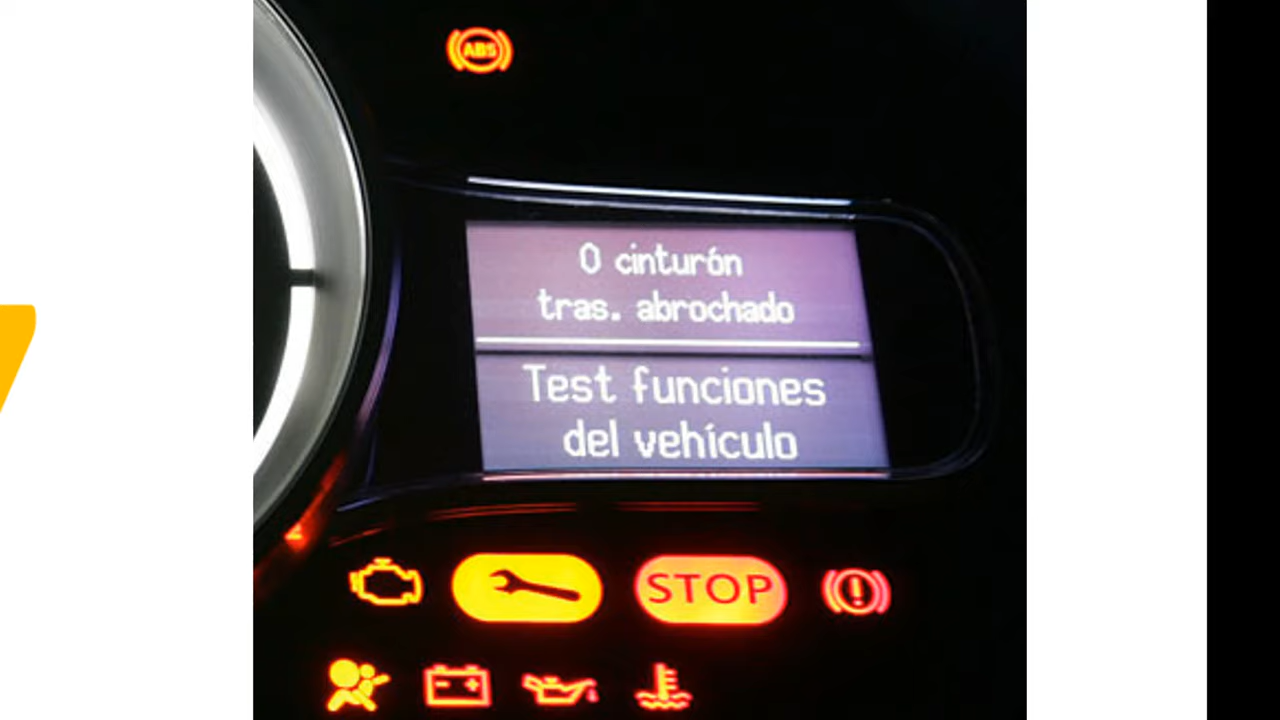 ABS
0 cinturón
tras. abrochado
Test funciones
del vehículo
STOP